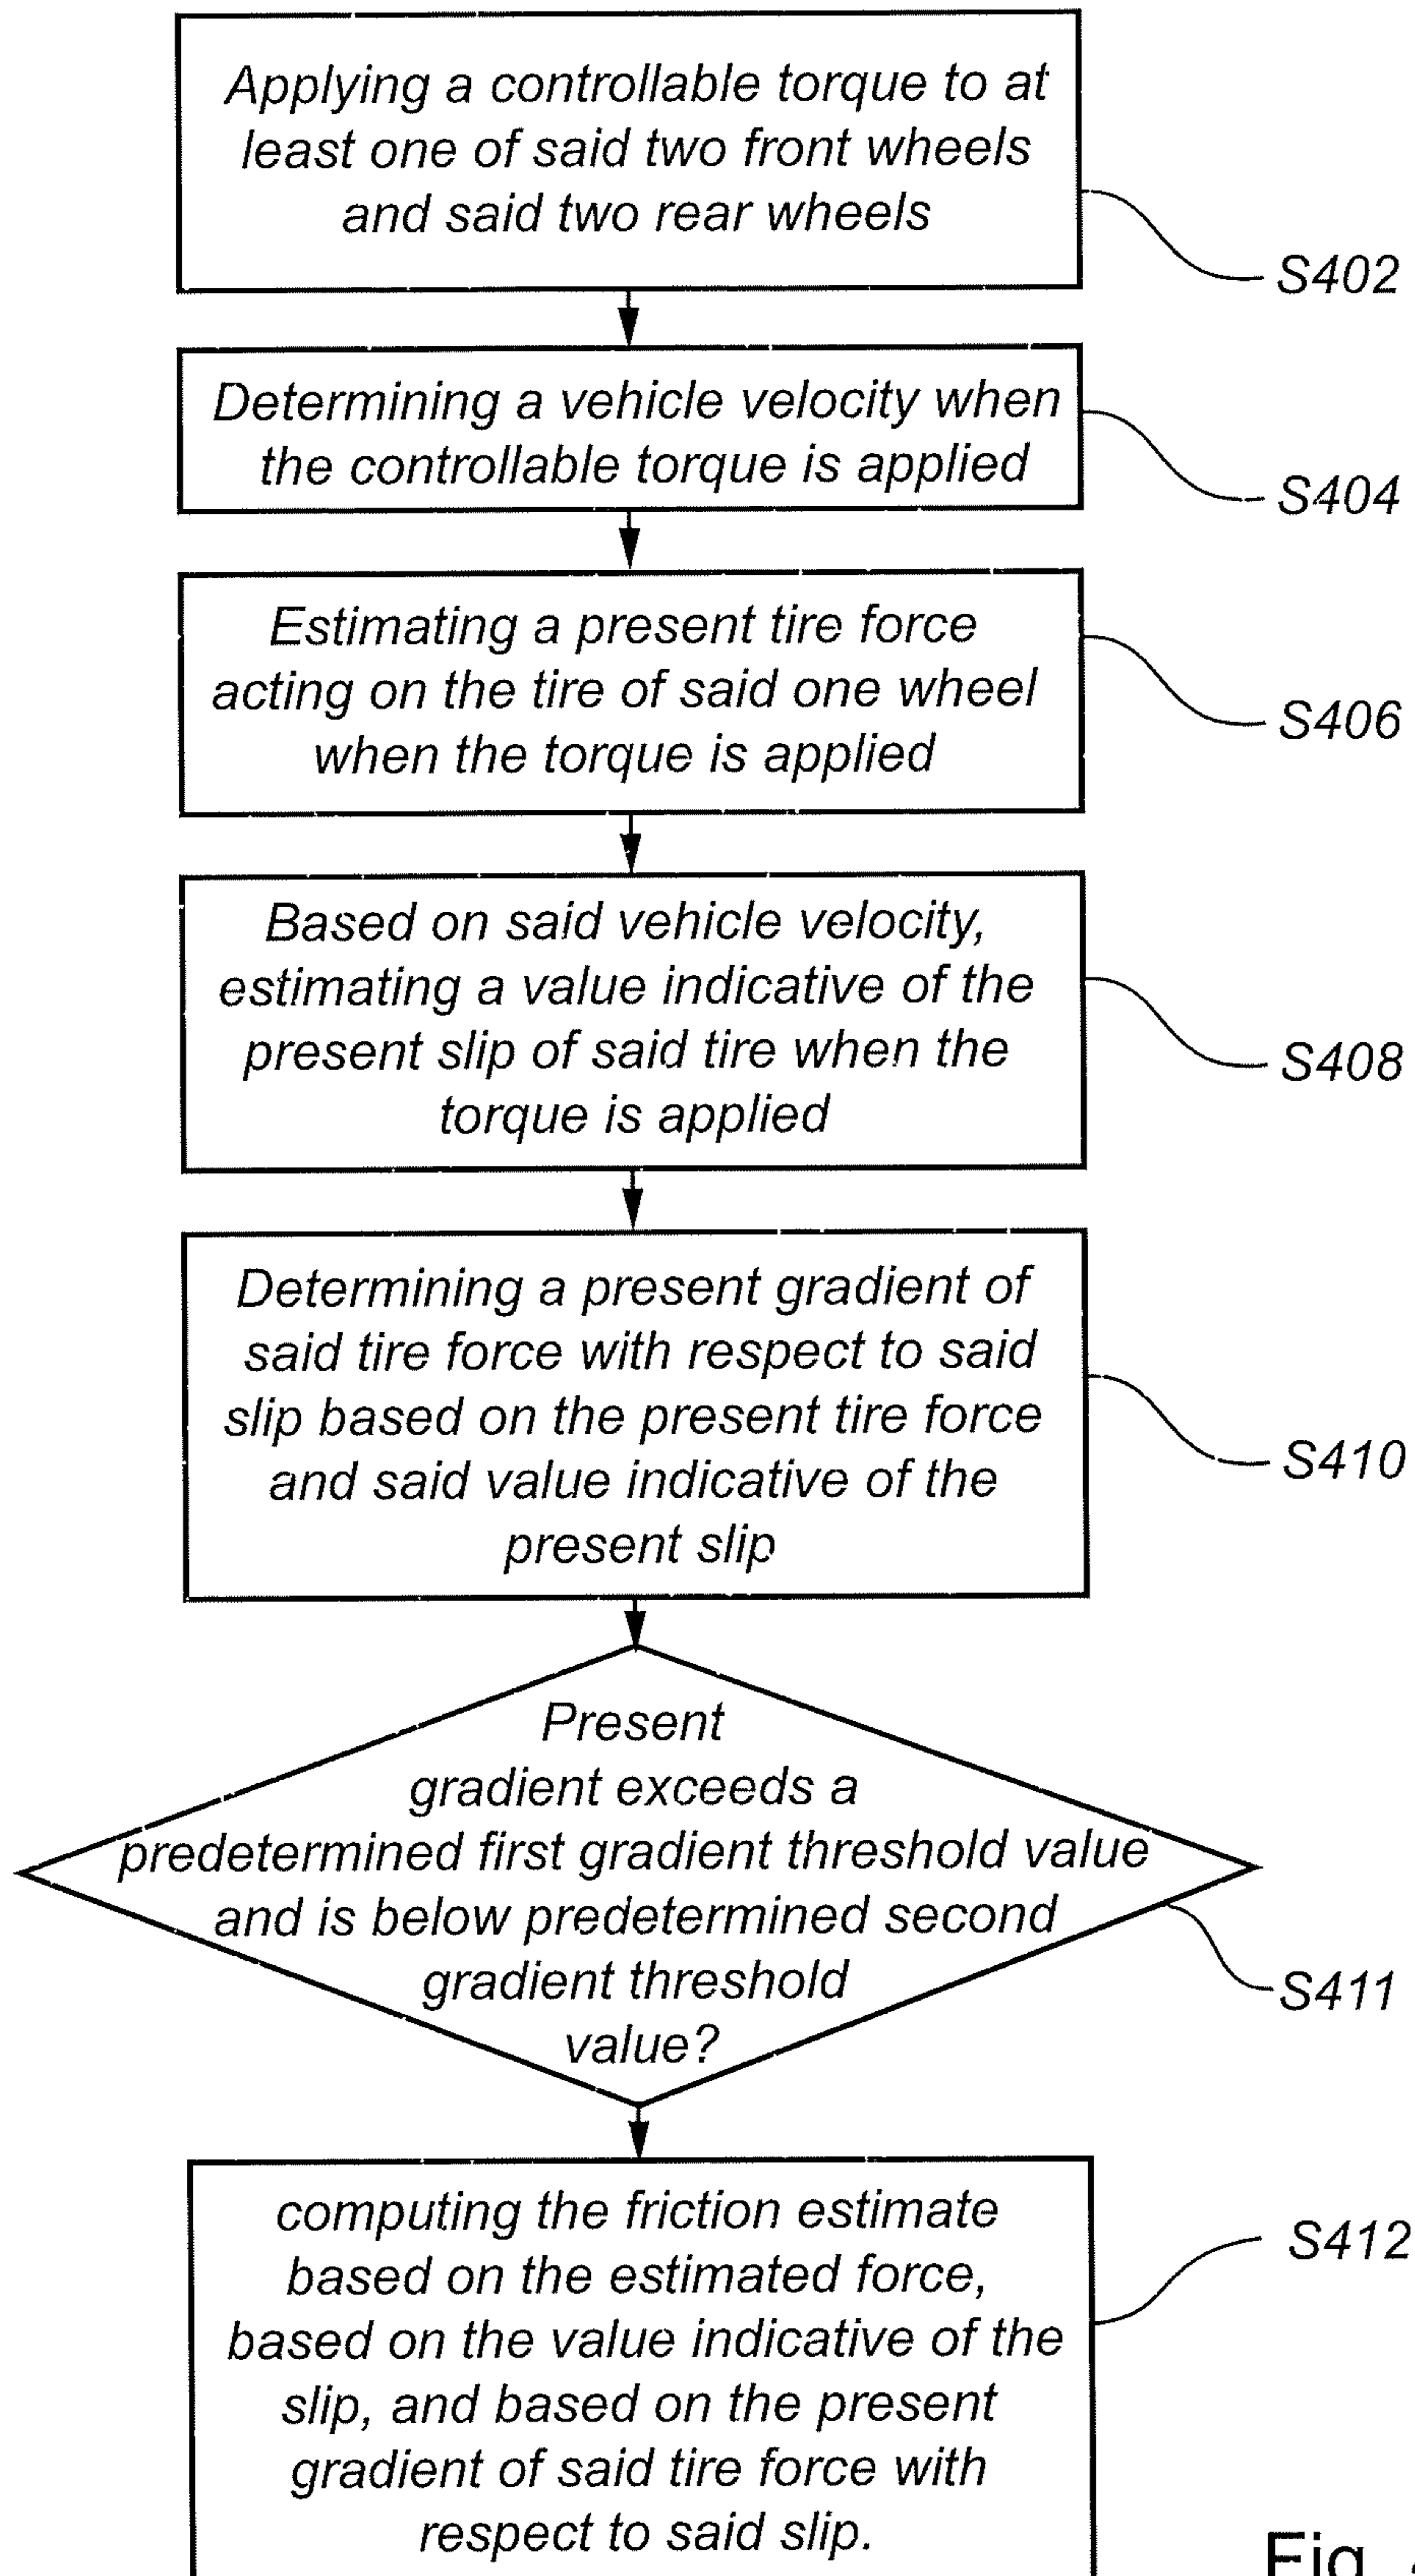 Applying a controllable torque to at
least one of said two front wheels
and said two rear wheels
S402
Determining a vehicle velocity when
the controllable torque is applied
S404
Estimating a present tire force
acting on the tire of said one wheel
when the torque is applied
S406
Based on said vehicle velocity,
estimating a value indicative of the
present slip of said tire when the
torque is applied
S408
Determining a present gradient of
said tire force with respect to said
slip based on the present tire force
and said value indicative of the
present slip
S410
Present
gradient exceeds a
predetermined first gradient threshold value
and is below predetermined second
gradient threshold
value?
S411
computing the friction estimate
based on the estimated force,
based on the value indicative of the
slip, and based on the present
gradient of said tire force with
respect to said slip.
S412
Fig.